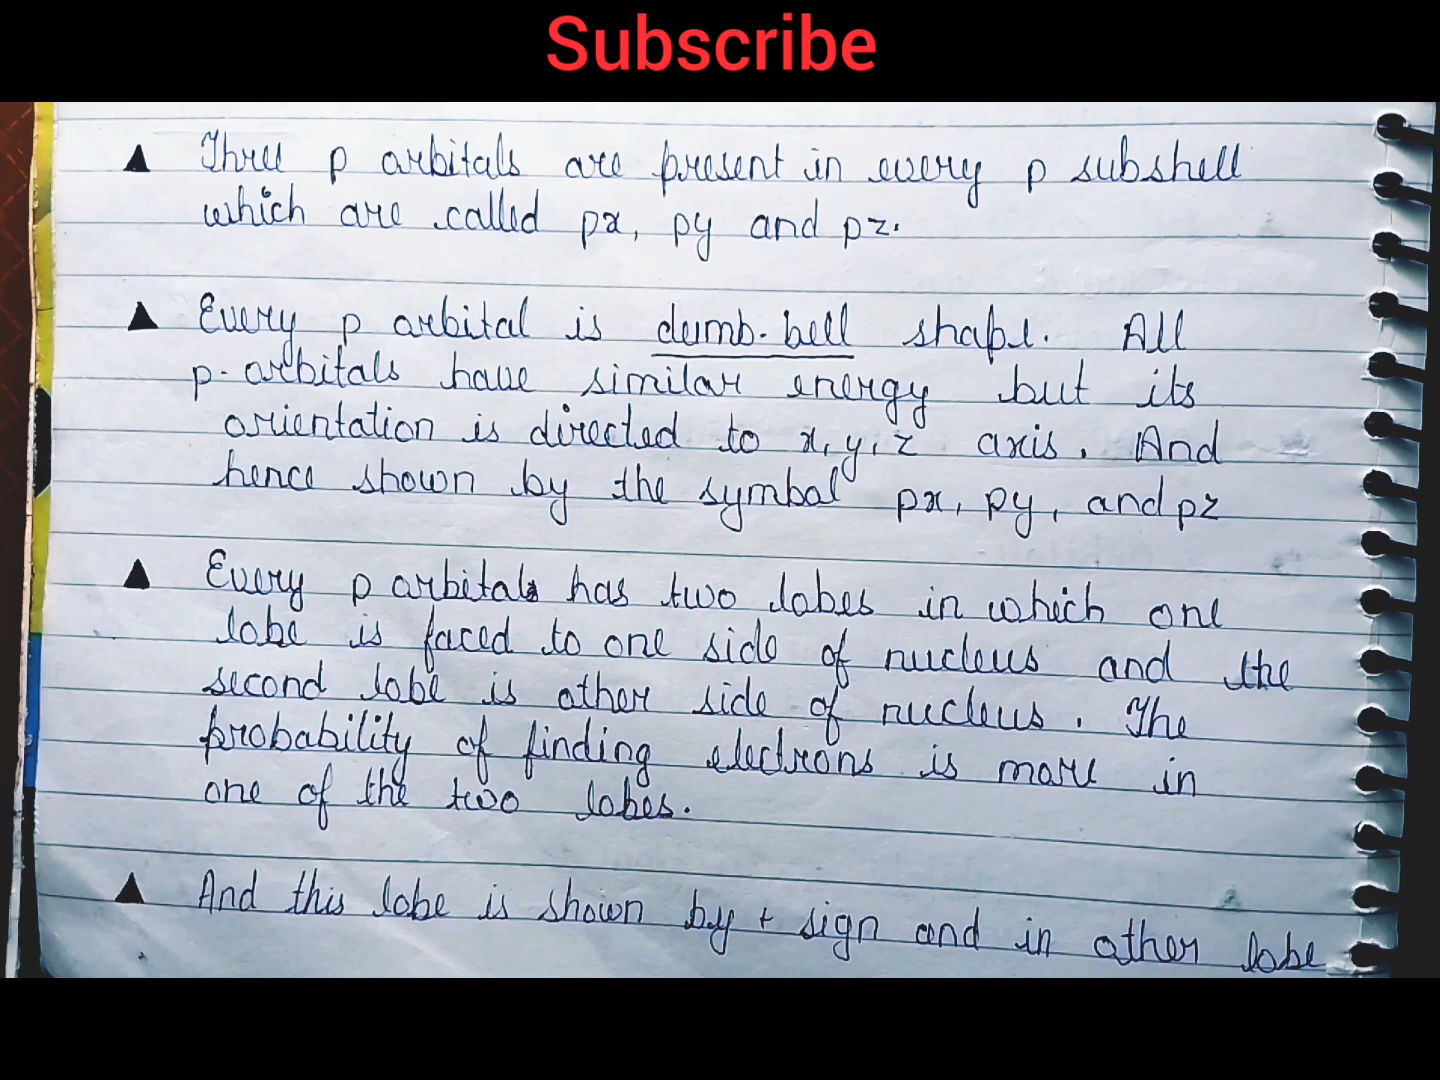 Subscribe
▲ Three p orbitals are present in every p subshell
which are called px, py and pz.
▲ Every p orbital is dumb-bell shape. All
p-orbitals have similar energy but its
orientation is directed to x, y, z axis. And
hence shown by the symbol px, py, and pz
▲ Every p orbitals has two lobes in which one
lobe is faced to one side of nucleus and the
second lobe is other side of nucleus. The
probability of finding electrons is more in
one of the two lobes.
▲ And this lobe is shown by + sign and in other lobe